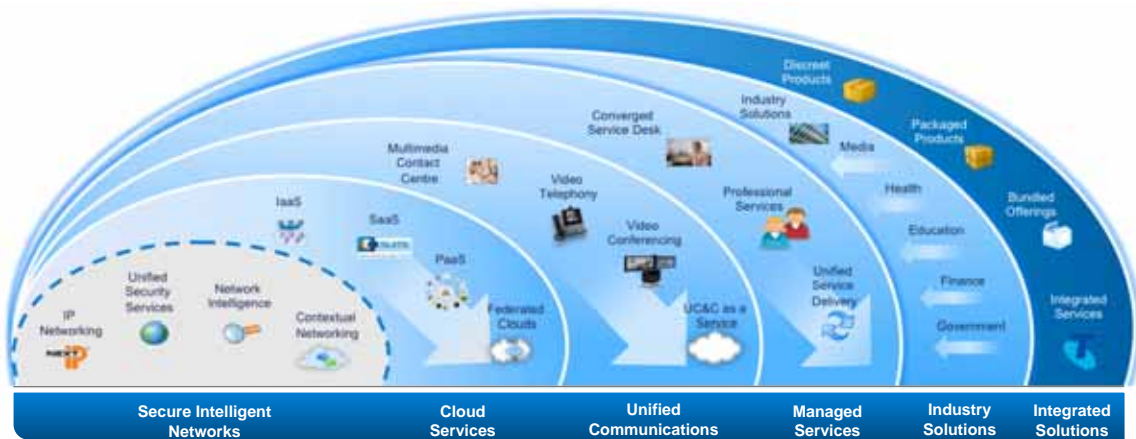 IP
Networking
NEXT IP
Unified
Security
Services
Network
Intelligence
Contextual
Networking
IaaS
SaaS
PaaS
Federated
Clouds
Multimedia
Contact
Centre
Video
Telephony
Video
Conferencing
UC&C as a
Service
Converged
Service Desk
Professional
Services
Unified
Service
Delivery
Industry
Solutions
Media
Health
Education
Finance
Government
Discreet
Products
Packaged
Products
Bundled
Offerings
Integrated
Services
Secure Intelligent
Networks
Cloud
Services
Unified
Communications
Managed
Services
Industry
Solutions
Integrated
Solutions